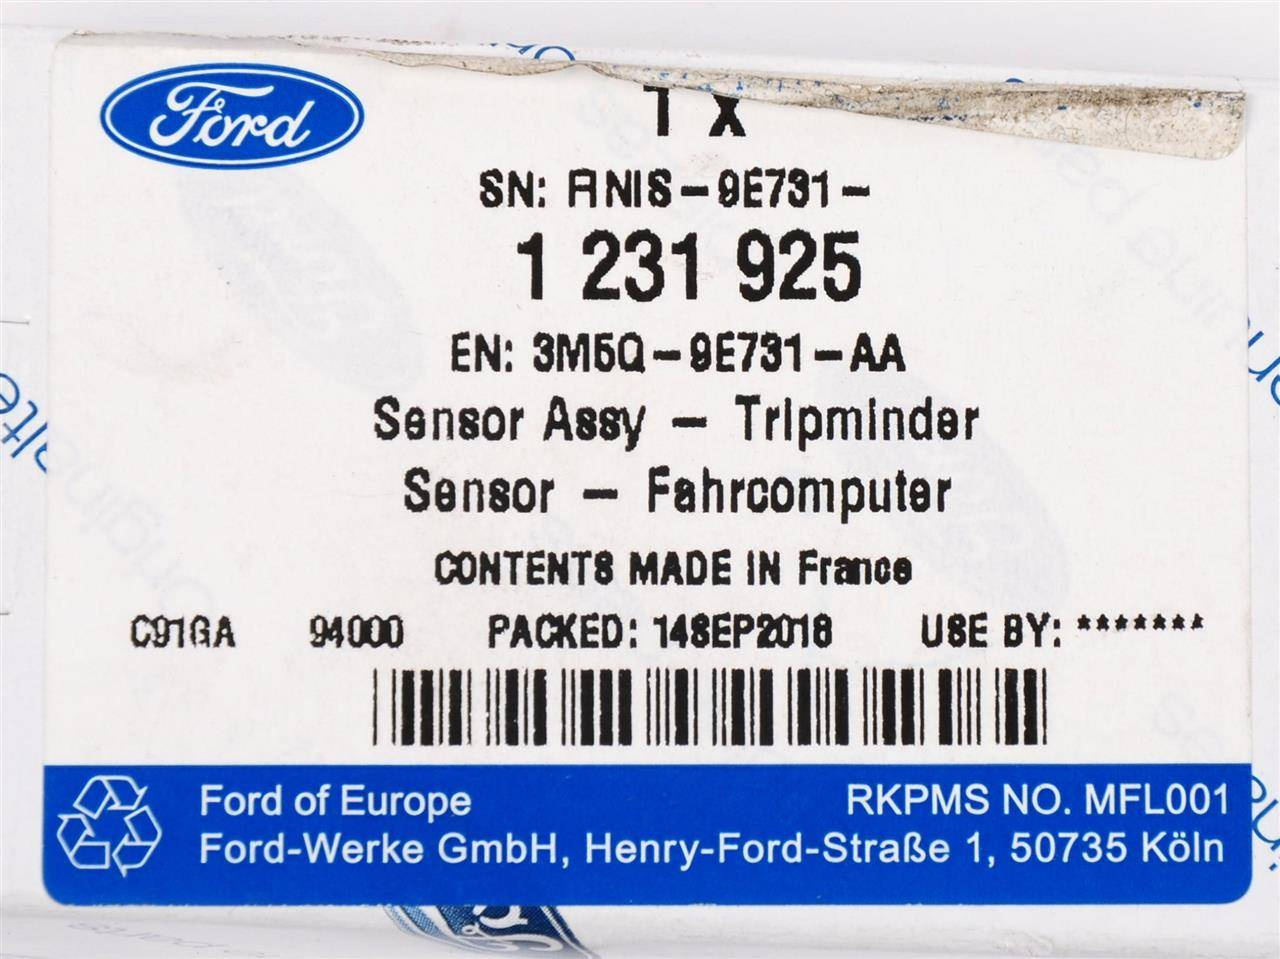 Ford
1 X
SN: FINIS-9E731-
1 231 925
EN: 3M5Q-9E731-AA
Sensor Assy - Tripminder
Sensor - Fahrcomputer
CONTENTS MADE IN France
C91GA 94000 PACKED: 14SEP2018 USE BY: *******
Ford of Europe RKPMS NO. MFL001
Ford-Werke GmbH, Henry-Ford-Straße 1, 50735 Köln